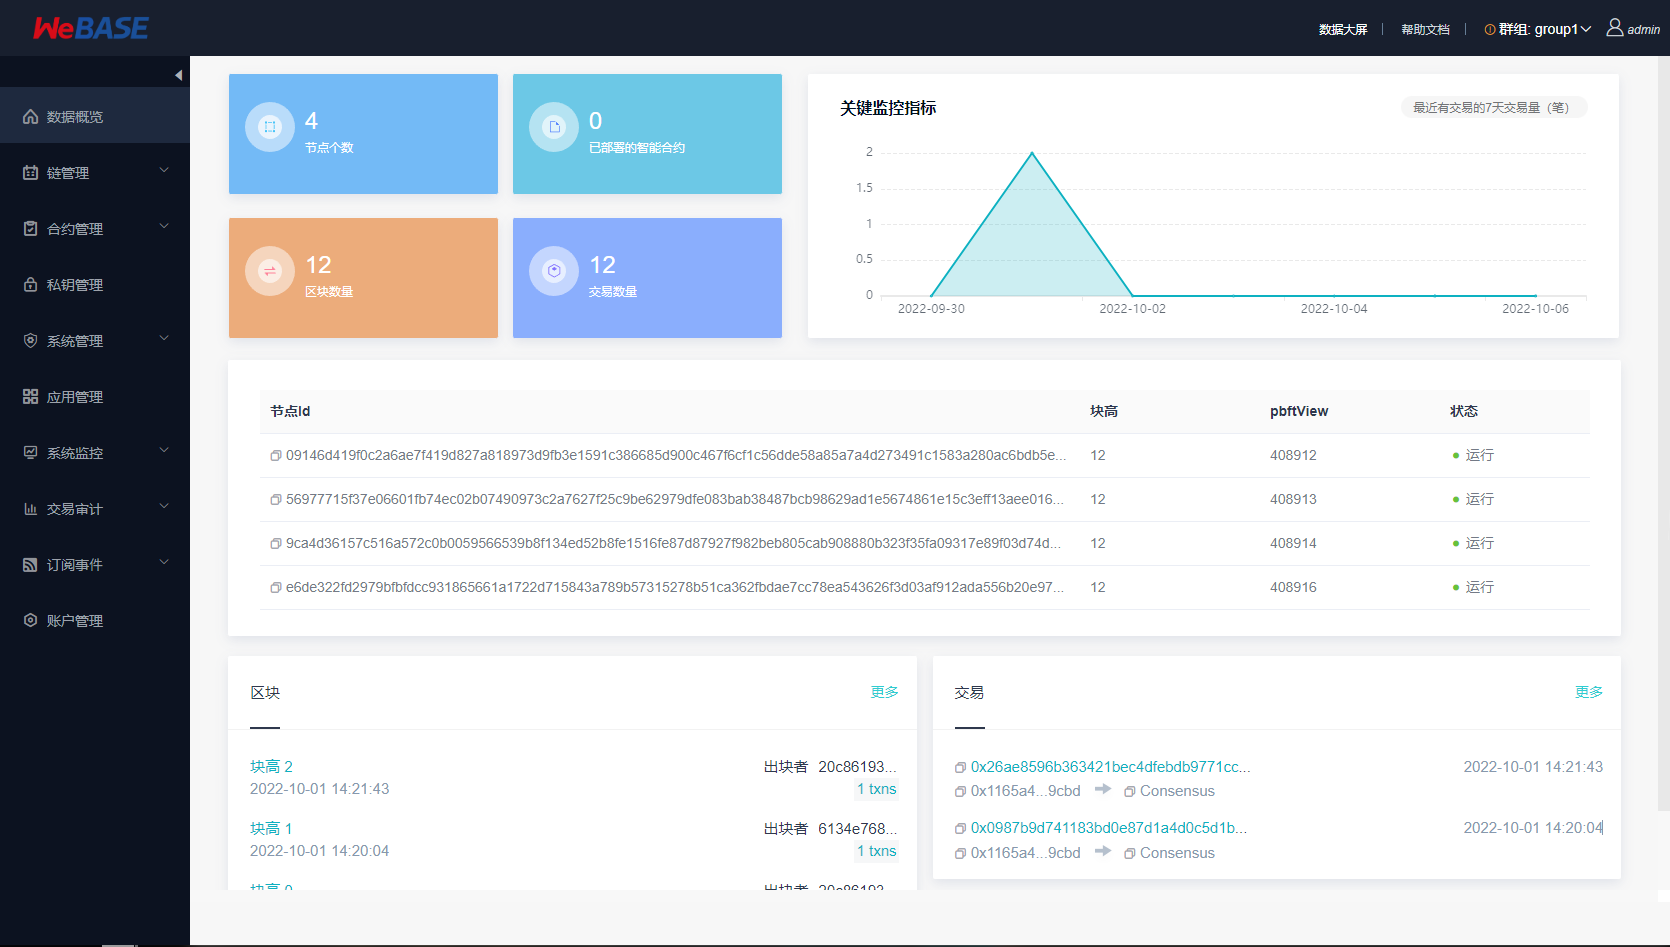 WeBASE
数据大屏
帮助文档
群组: group1
admin
数据概览
链管理
合约管理
私钥管理
系统管理
应用管理
系统监控
交易审计
订阅事件
账户管理
4
节点个数
0
已部署的智能合约
12
区块数量
12
交易数量
关键监控指标
最近有交易的7天交易量（笔）
2
1.5
1
0.5
0
2022-09-30 2022-10-02 2022-10-04 2022-10-06
节点Id 块高 pbftView 状态
09146d419f0c2a6ae7f419d827a818973d9fb3e1591c386685d900c467f6cf1c56dde58a85a7a4d273491c1583a280ac6bdb5e... 12 408912 运行
56977715f37e06601fb74ec02b07490973c2a7627f25c9be62979dfe083bab38487bcb98629ad1e5674861e15c3eff13aee016... 12 408913 运行
9ca4d36157c516a572c0b0059566539b8f134ed52b8fe1516fe87d87927f982beb805cab908880b323f35fa09317e89f03d74d... 12 408914 运行
e6de322fd2979bfbfdcc931865661a1722d715843a789b57315278b51ca362fbdae7cc78ea543626f3d03af912ada556b20e97... 12 408916 运行
区块 更多
块高 2 出块者 20c86193...
2022-10-01 14:21:43 1 txns
块高 1 出块者 6134e768...
2022-10-01 14:20:04 1 txns
块高 0 出块者 20c86193...
交易 更多
0x26ae8596b363421bec4dfebdb9771cc... 2022-10-01 14:21:43
0x1165a4...9cbd Consensus
0x0987b9d741183bd0e87d1a4d0c5d1b... 2022-10-01 14:20:04
0x1165a4...9cbd Consensus